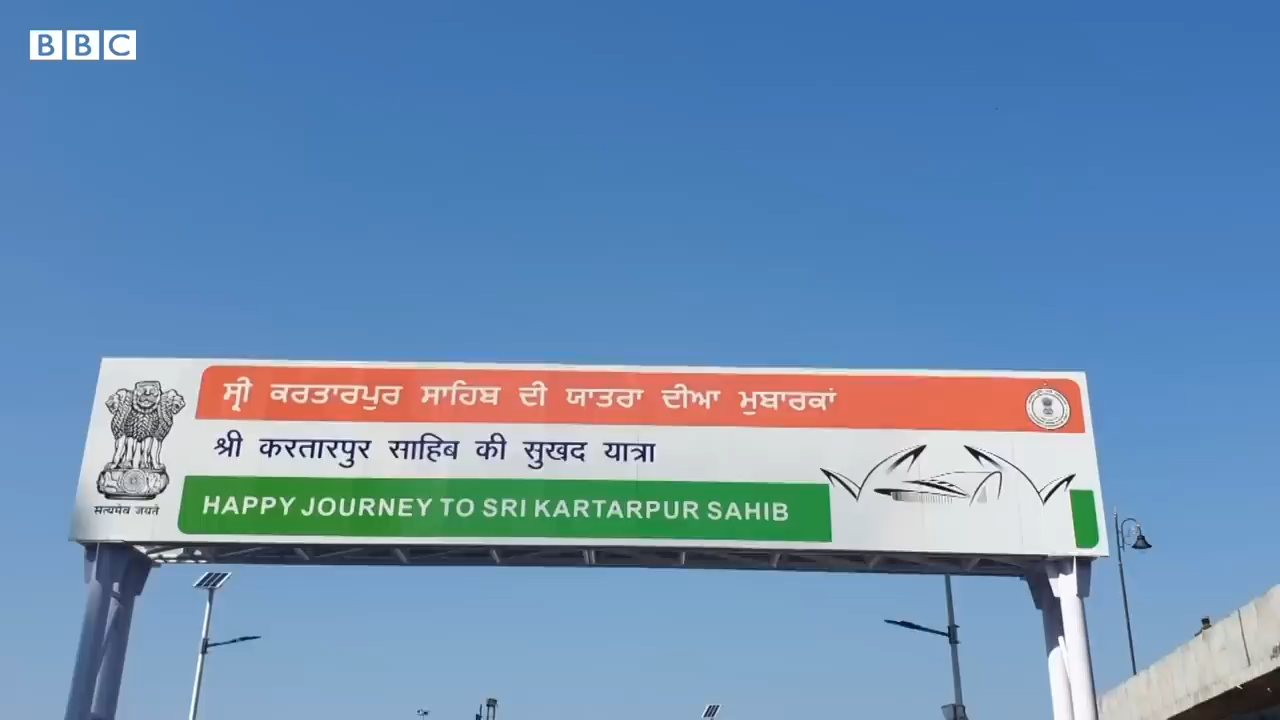 BBC
ਸ੍ਰੀ ਕਰਤਾਰਪੁਰ ਸਾਹਿਬ ਦੀ ਯਾਤਰਾ ਦੀਆ ਮੁਬਾਰਕਾਂ
श्री करतारपुर साहिब की सुखद यात्रा
HAPPY JOURNEY TO SRI KARTARPUR SAHIB
सत्यमेव जयते